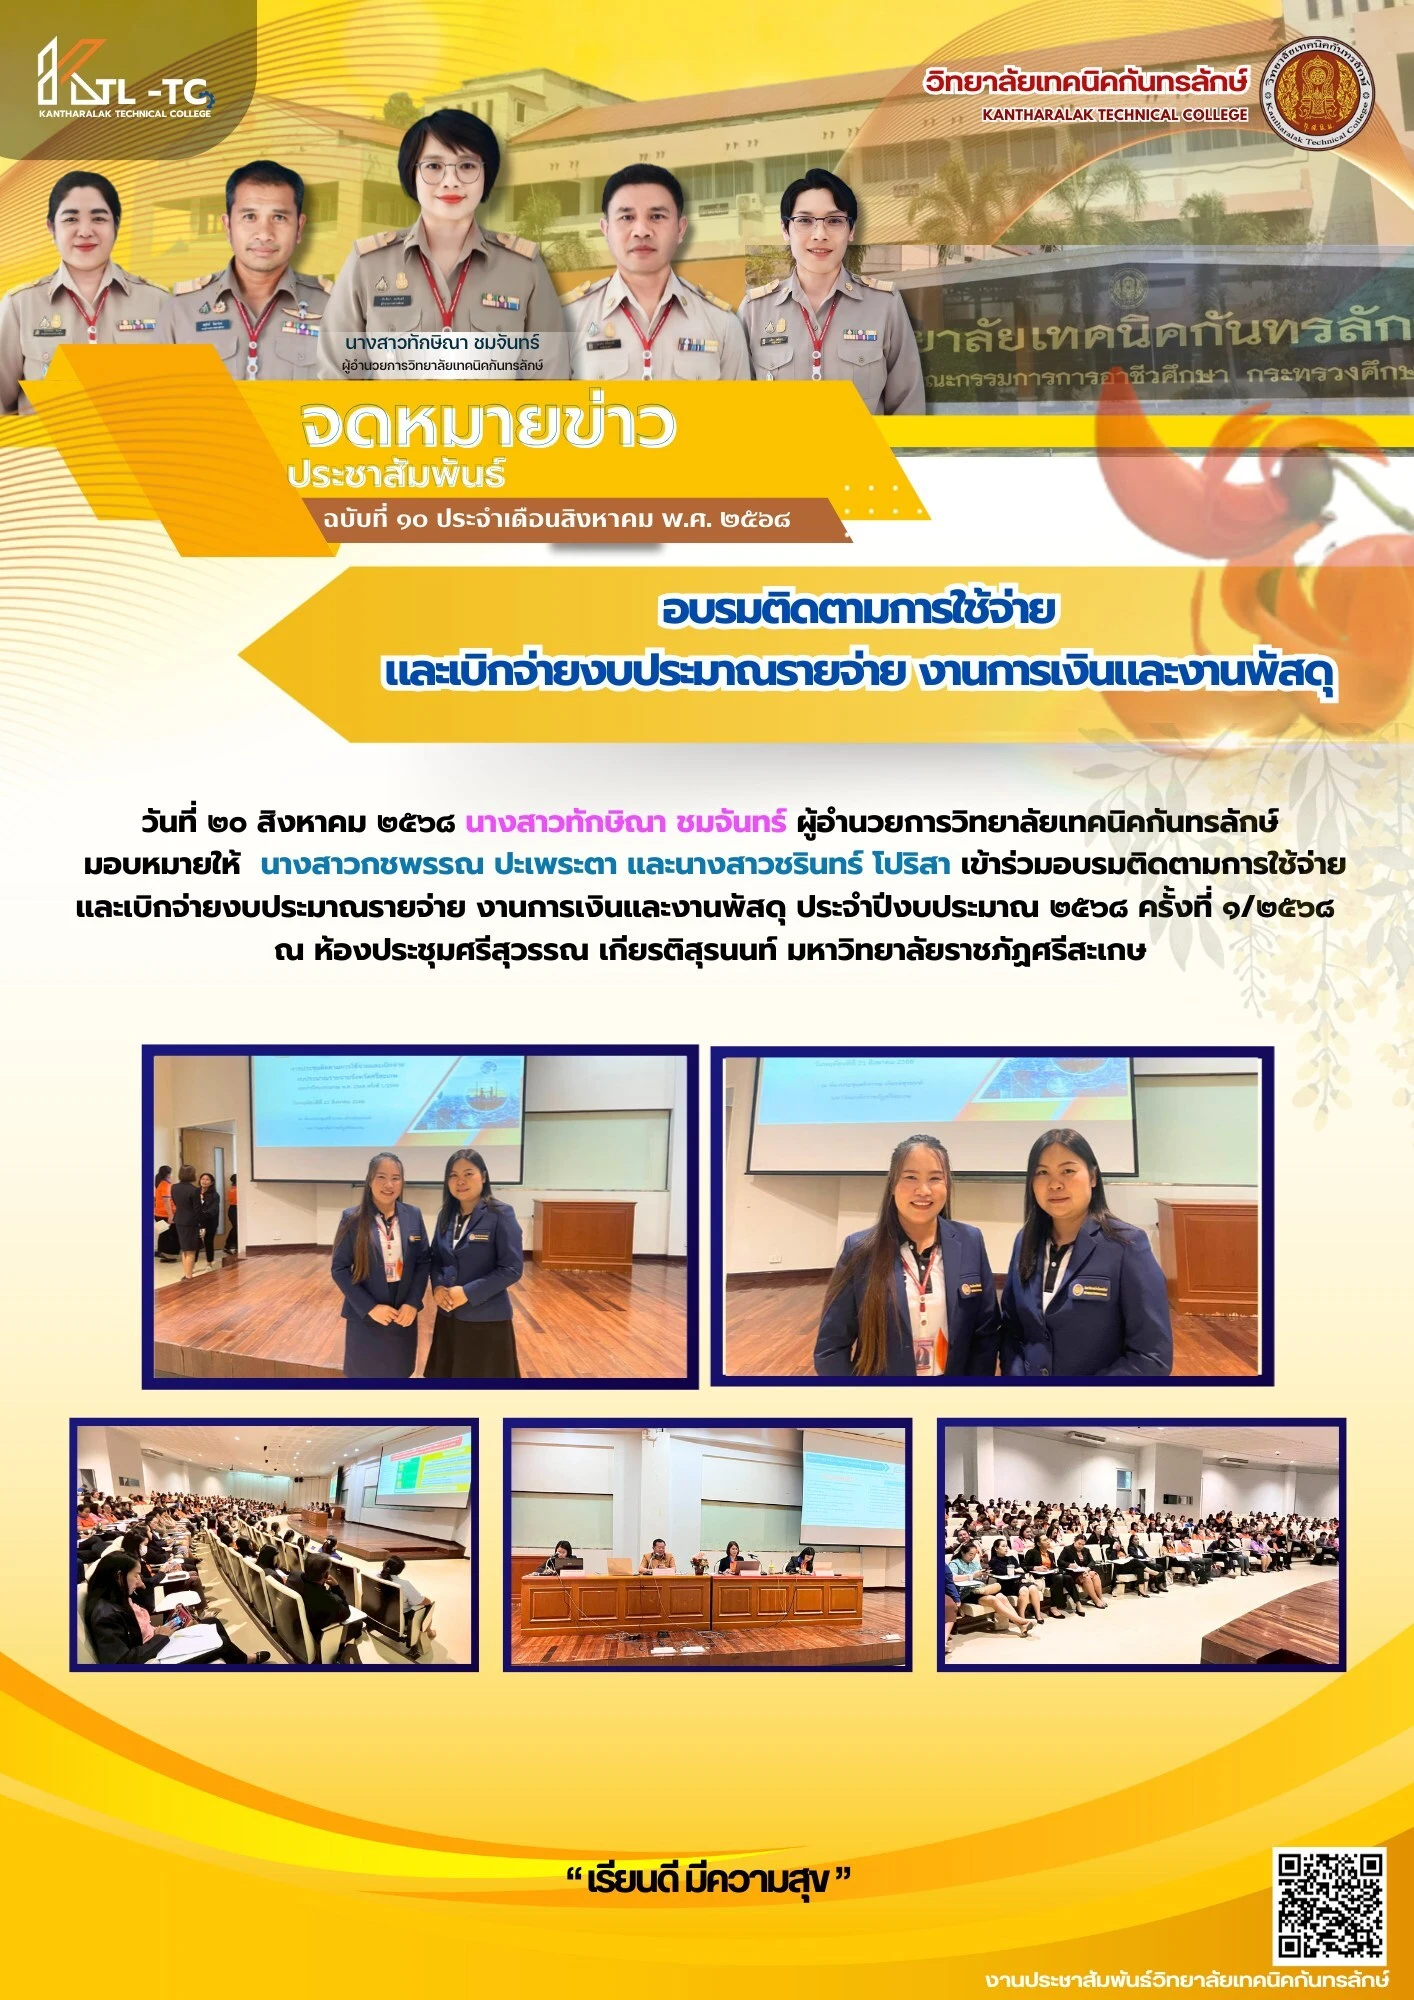 KTL -TC
KANTHARALAK TECHNICAL COLLEGE
วิทยาลัยเทคนิคกันทรลักษ์
KANTHARALAK TECHNICAL COLLEGE
วิทยาลัยเทคนิคกันทรลักษ์
Kantharalak Technical College
นางสาวทักษิณา ชมจันทร์
ผู้อำนวยการวิทยาลัยเทคนิคกันทรลักษ์
ยาลัยเทคนิคกันทรลัก
ณะกรรมการการอาชีวศึกษา กระทรวงศึกษ
จดหมายข่าว
ประชาสัมพันธ์
ฉบับที่ ๑๐ ประจำเดือนสิงหาคม พ.ศ. ๒๕๖๘
อบรมติดตามการใช้จ่าย
และเบิกจ่ายงบประมาณรายจ่าย งานการเงินและงานพัสดุ
วันที่ ๒๐ สิงหาคม ๒๕๖๘ นางสาวทักษิณา ชมจันทร์ ผู้อำนวยการวิทยาลัยเทคนิคกันทรลักษ์
มอบหมายให้ นางสาวกชพรรณ ปะเพระตา และนางสาวชรินทร์ โปริสา เข้าร่วมอบรมติดตามการใช้จ่าย
และเบิกจ่ายงบประมาณรายจ่าย งานการเงินและงานพัสดุ ประจำปีงบประมาณ ๒๕๖๘ ครั้งที่ ๑/๒๕๖๘
ณ ห้องประชุมศรีสุวรรณ เกียรติสุรนนท์ มหาวิทยาลัยราชภัฏศรีสะเกษ
“ เรียนดี มีความสุข ”
งานประชาสัมพันธ์วิทยาลัยเทคนิคกันทรลักษ์